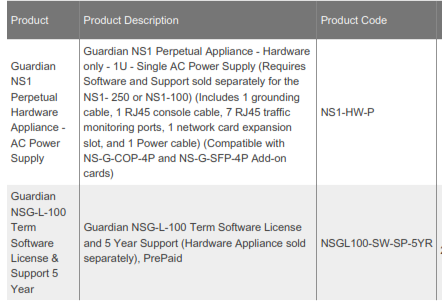 Product Product Description Product Code
Guardian
NS1
Perpetual
Hardware
Appliance -
AC Power
Supply
Guardian NS1 Perpetual Appliance - Hardware
only - 1U - Single AC Power Supply (Requires
Software and Support sold separately for the
NS1- 250 or NS1-100) (Includes 1 grounding
cable, 1 RJ45 console cable, 7 RJ45 traffic
monitoring ports, 1 network card expansion
slot, and 1 Power cable) (Compatible with
NS-G-COP-4P and NS-G-SFP-4P Add-on
cards)
NS1-HW-P
Guardian
NSG-L-100
Term
Software
License &
Support 5
Year
Guardian NSG-L-100 Term Software License
and 5 Year Support (Hardware Appliance sold
separately), PrePaid
NSGL100-SW-SP-5YR